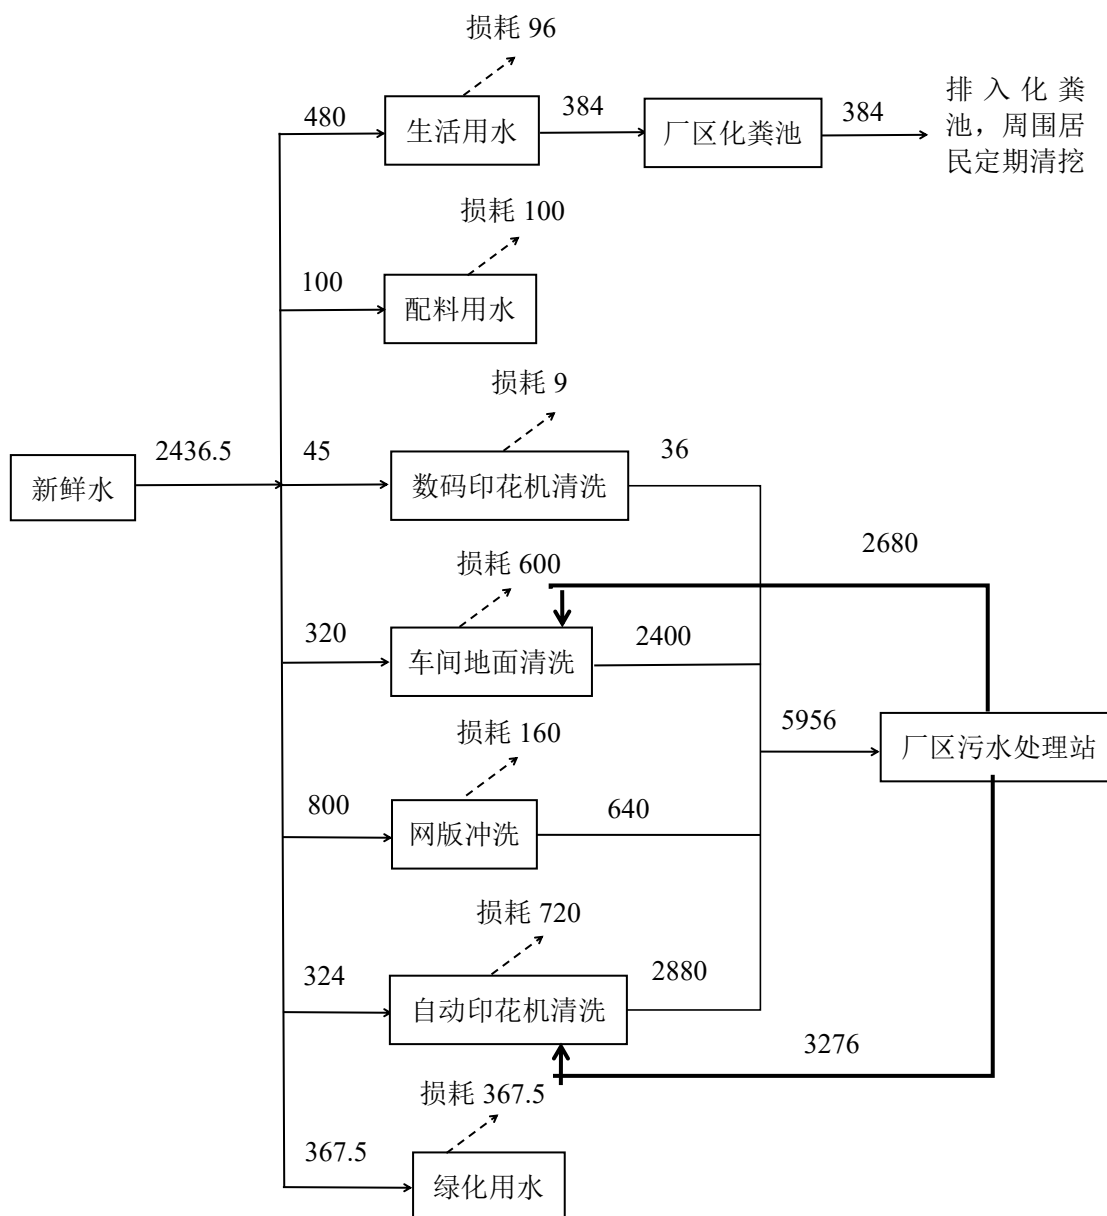 损耗 96
480
生活用水
384
厂区化粪池
384
排入化粪
池，周围居
民定期清挖
损耗 100
100
配料用水
损耗 9
新鲜水
2436.5
45
数码印花机清洗
36
损耗 600
2680
320
车间地面清洗
2400
损耗 160
5956
厂区污水处理站
800
网版冲洗
640
损耗 720
324
自动印花机清洗
2880
3276
损耗 367.5
367.5
绿化用水